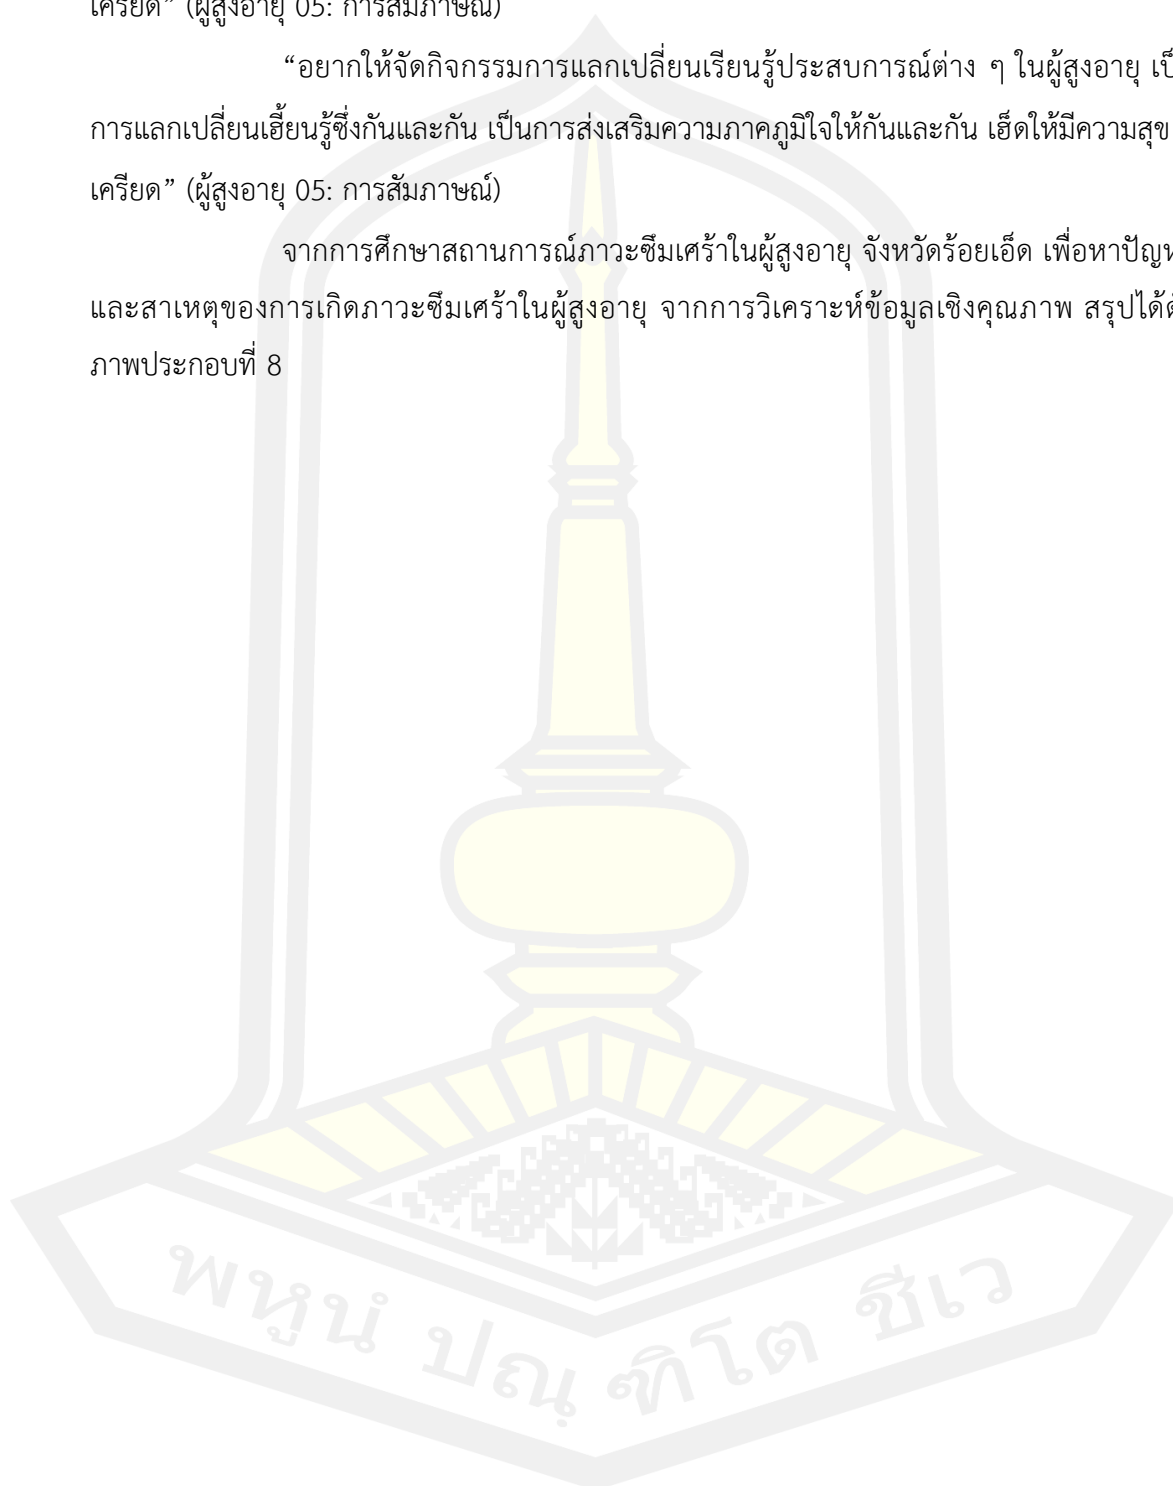 เครียด” (ผู้สูงอายุ 05: การสัมภาษณ์)
“อยากให้จัดกิจกรรมการแลกเปลี่ยนเรียนรู้ประสบการณ์ต่าง ๆ ในผู้สูงอายุ
การแลกเปลี่ยนเฮี้ยนรู้ซึ่งกันและกัน เป็นการส่งเสริมความภาคภูมิใจให้กันและกัน เฮ็ดให้มีความสุข
เครียด” (ผู้สูงอายุ 05: การสัมภาษณ์)
จากการศึกษาสถานการณ์ภาวะซึมเศร้าในผู้สูงอายุ จังหวัดร้อยเอ็ด เพื่อหา
และสาเหตุของการเกิดภาวะซึมเศร้าในผู้สูงอายุ จากการวิเคราะห์ข้อมูลเชิงคุณภาพ สรุปได้
ภาพประกอบที่ 8
พหูนํ ปณฺฑิโต ชีเว